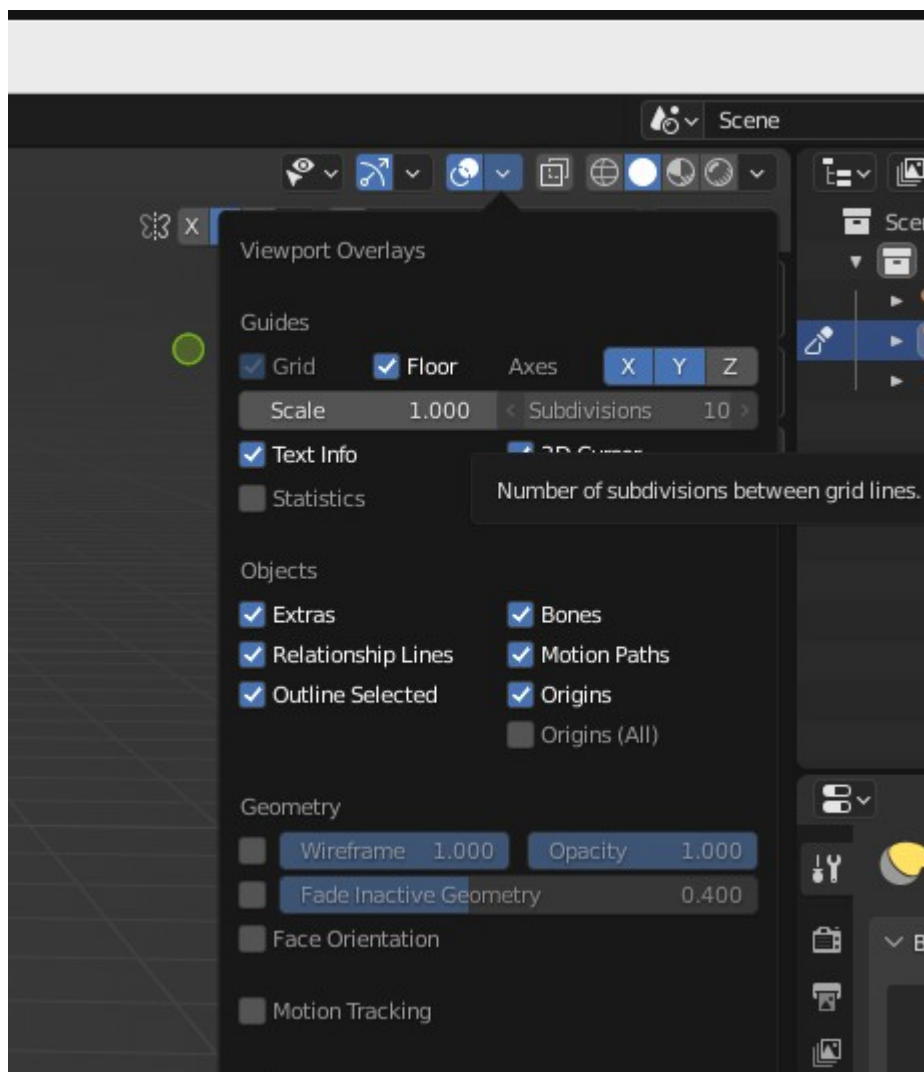 Scene
X
Viewport Overlays
Guides
Grid Floor Axes X Y Z
Scale 1.000 Subdivisions 10
Text Info 3D Cursor
Number of subdivisions between grid lines.
Statistics
Objects
Extras Bones
Relationship Lines Motion Paths
Outline Selected Origins
Origins (All)
Geometry
Wireframe 1.000 Opacity 1.000
Fade Inactive Geometry 0.400
Face Orientation
Motion Tracking